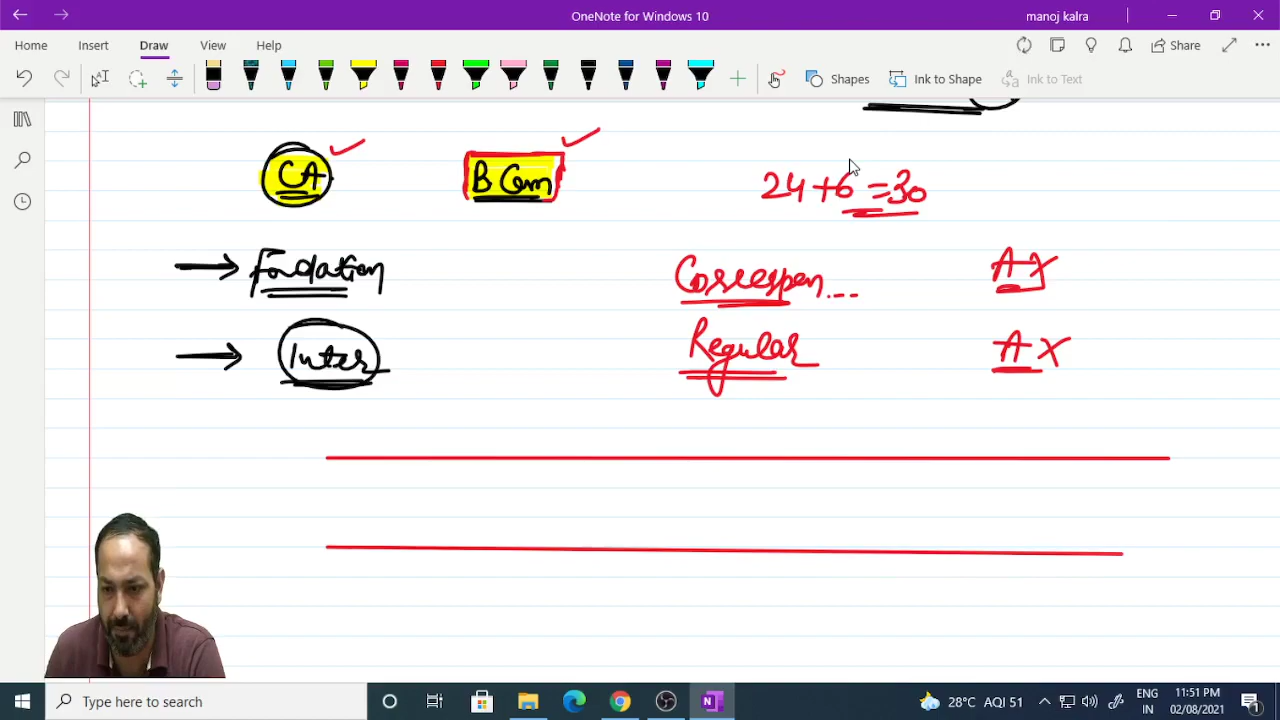 OneNote for Windows 10
manoj kalra
Home Insert Draw View Help
Share
Shapes
Ink to Shape
Ink to Text
CA
B Com
24+6=30
Foudation
Correspon...
A X
Inter
Regular
A X
Type here to search
28°C AQI 51
ENG
IN
11:51 PM
02/08/2021
1